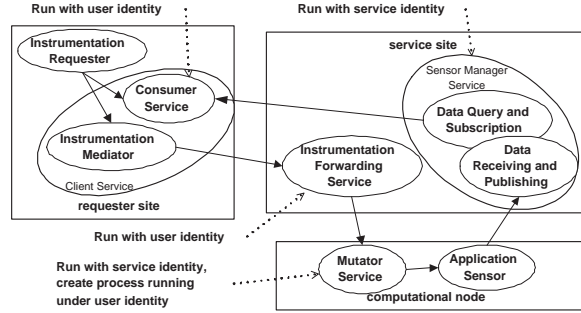 Run with user identity
Run with service identity
Instrumentation
Requester
Consumer
Service
Instrumentation
Mediator
Client Service
requester site
service site
Sensor Manager
Service
Data Query and
Subscription
Data
Receiving and
Publishing
Instrumentation
Forwarding
Service
Run with user identity
Run with service identity,
create process running
under user identity
Mutator
Service
Application
Sensor
computational node